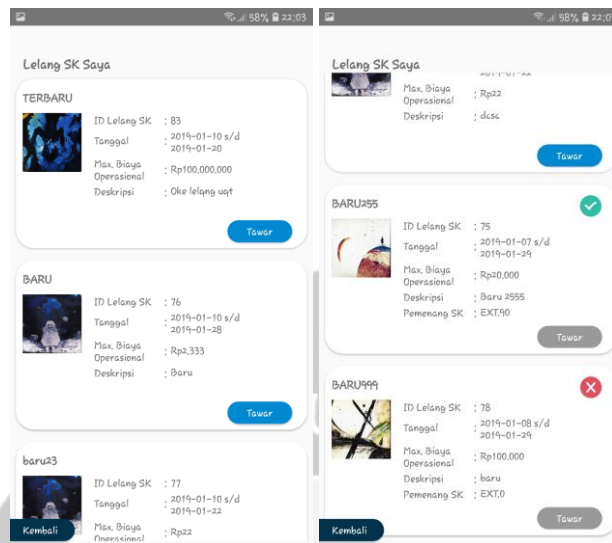 58% 22:03
Lelang SK Saya
TERBARU
ID Lelang SK : 83
Tanggal : 2019-01-10 s/d
2019-01-20
Max. Biaya
Operasional : Rp100,000,000
Deskripsi : Oke lelqng uqt
Tawar
BARU
ID Lelang SK : 76
Tanggal : 2019-01-10 s/d
2019-01-28
Max. Biaya
Operasional : Rp2,333
Deskripsi : Baru
Tawar
baru23
ID Lelang SK : 77
Tanggal : 2019-01-10 s/d
2019-01-22
Max. Biaya
Operasional : Rp22
Kembali
58% 22:0
Lelang SK Saya
Max. Biaya
Operasional : Rp22
Deskripsi : dcsc
Tawar
BARU255
ID Lelang SK : 75
Tanggal : 2019-01-07 s/d
2019-01-29
Max. Biaya
Operasional : Rp20,000
Deskripsi : Baru 2555
Pemenang SK : EXT.90
Tawar
BARU999
ID Lelang SK : 78
Tanggal : 2019-01-08 s/d
2019-01-29
Max. Biaya
Operasional : Rp100,000
Deskripsi : baru
Pemenang SK : EXT.0
Tawar
Kembali